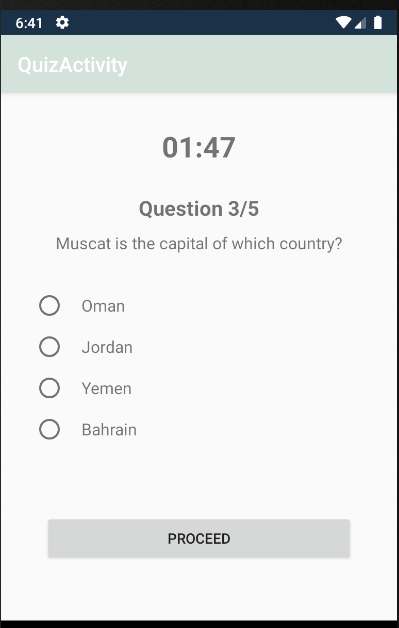 6:41
QuizActivity
01:47
Question 3/5
Muscat is the capital of which country?
Oman
Jordan
Yemen
Bahrain
PROCEED